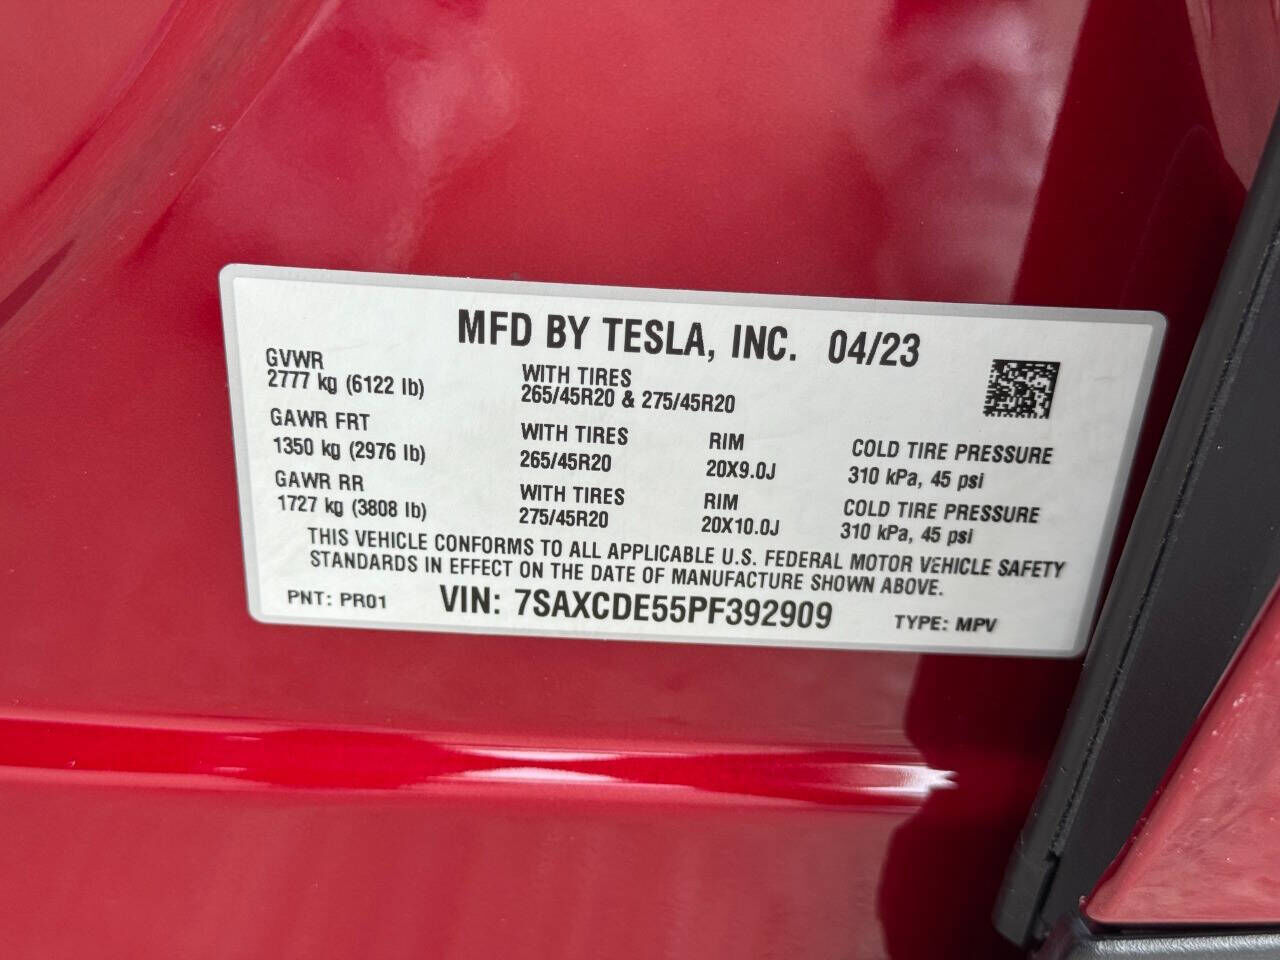 MFD BY TESLA, INC. 04/23
GVWR
2777 kg (6122 lb)
WITH TIRES
265/45R20 & 275/45R20
GAWR FRT
1350 kg (2976 lb)
WITH TIRES
265/45R20
RIM
20X9.0J
COLD TIRE PRESSURE
310 kPa, 45 psi
GAWR RR
1727 kg (3808 lb)
WITH TIRES
275/45R20
RIM
20X10.0J
COLD TIRE PRESSURE
310 kPa, 45 psi
THIS VEHICLE CONFORMS TO ALL APPLICABLE U.S. FEDERAL MOTOR VEHICLE SAFETY
STANDARDS IN EFFECT ON THE DATE OF MANUFACTURE SHOWN ABOVE.
PNT: PR01 VIN: 7SAXCDE55PF392909 TYPE: MPV